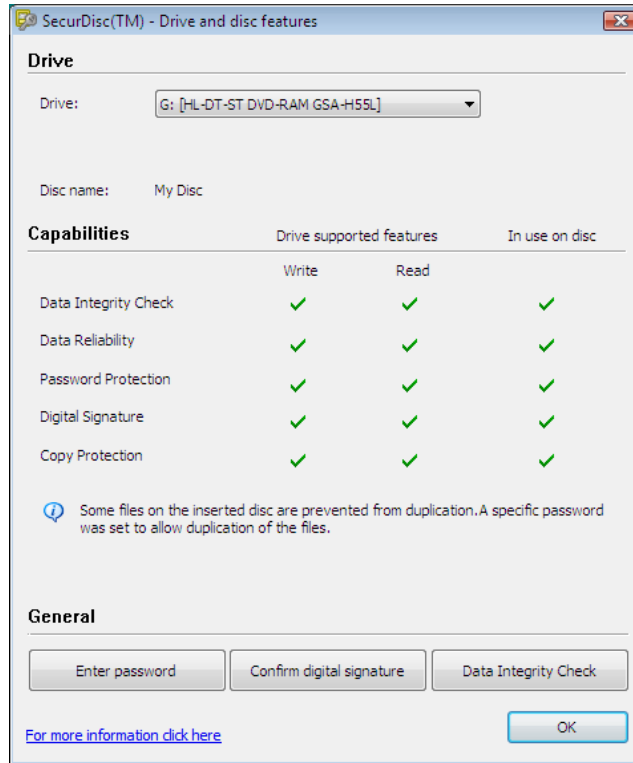 SecurDisc(TM) - Drive and disc features
Drive
Drive: G: [HL-DT-ST DVD-RAM GSA-H55L]
Disc name: My Disc
Capabilities Drive supported features In use on disc
Write Read
Data Integrity Check
Data Reliability
Password Protection
Digital Signature
Copy Protection
Some files on the inserted disc are prevented from duplication.A specific password
was set to allow duplication of the files.
General
Enter password Confirm digital signature Data Integrity Check
For more information click here OK